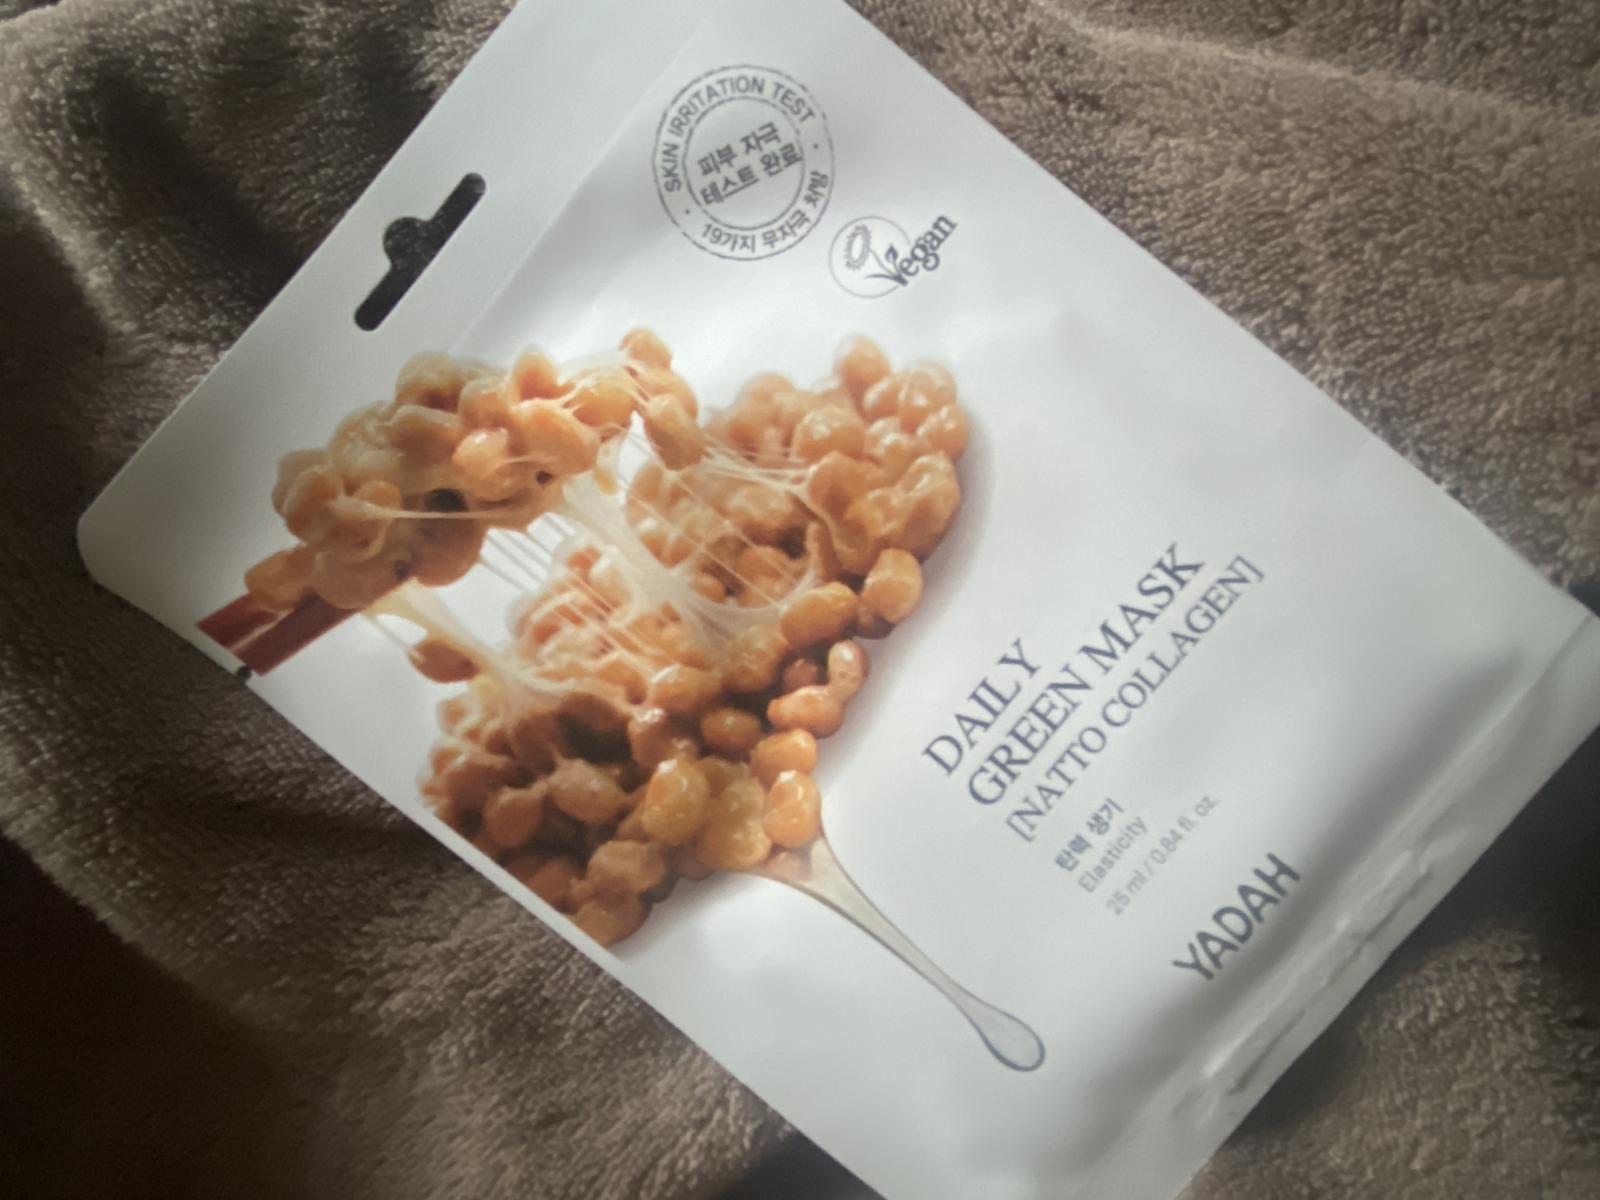 SKIN IRRITATION TEST
피부 자극
테스트 완료
19가지 무자극 처방
Vegan
DAILY
GREEN MASK
[NATTO COLLAGEN]
탄력 생기
Elasticity
25 ml / 0.84 fl. oz.
YADAH